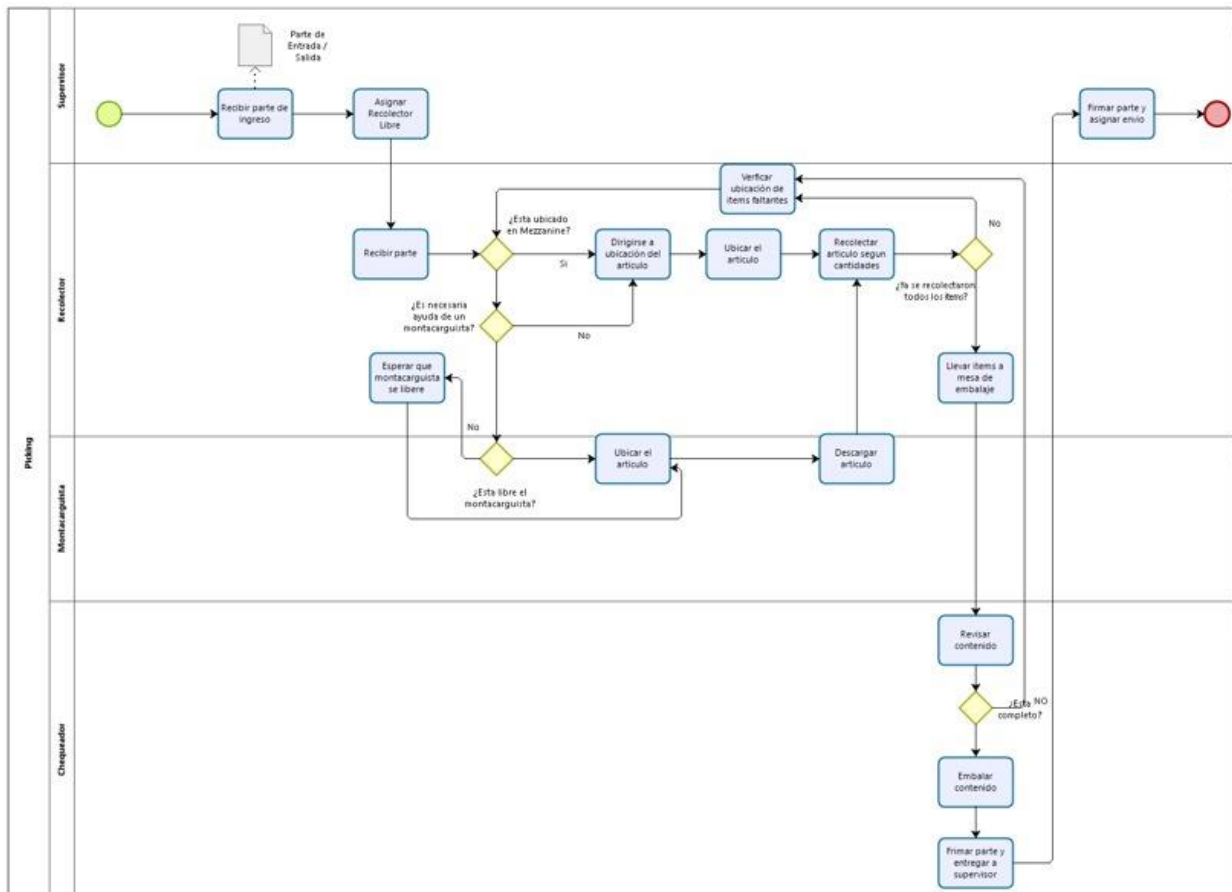 Picking
Supervisor
Parte de
Entrada /
Salida
Recibir parte de
ingreso
Asignar
Recolector
Libre
Firmar parte y
asignar envio
Recolector
Verficar
ubicación de
items faltantes
¿Esta ubicado
en Mezzanine?
No
Recibir parte
Si
Dirigirse a
ubicación del
artículo
Ubicar el
artículo
Recolectar
articulo segun
cantidades
¿Ya se recolectaron
todos los items?
¿Es necesaria
ayuda de un
montacarguista?
No
Esperar que
montacarguista
se libere
Llevar items a
mesa de
embalaje
No
Montacarguista
Ubicar el
articulo
Descargar
articulo
¿Esta libre el
montacarguista?
Chequeador
Revisar
contenido
¿Esta
completo?
NO
Embalar
contenido
Frimar parte y
entregar a
supervisor